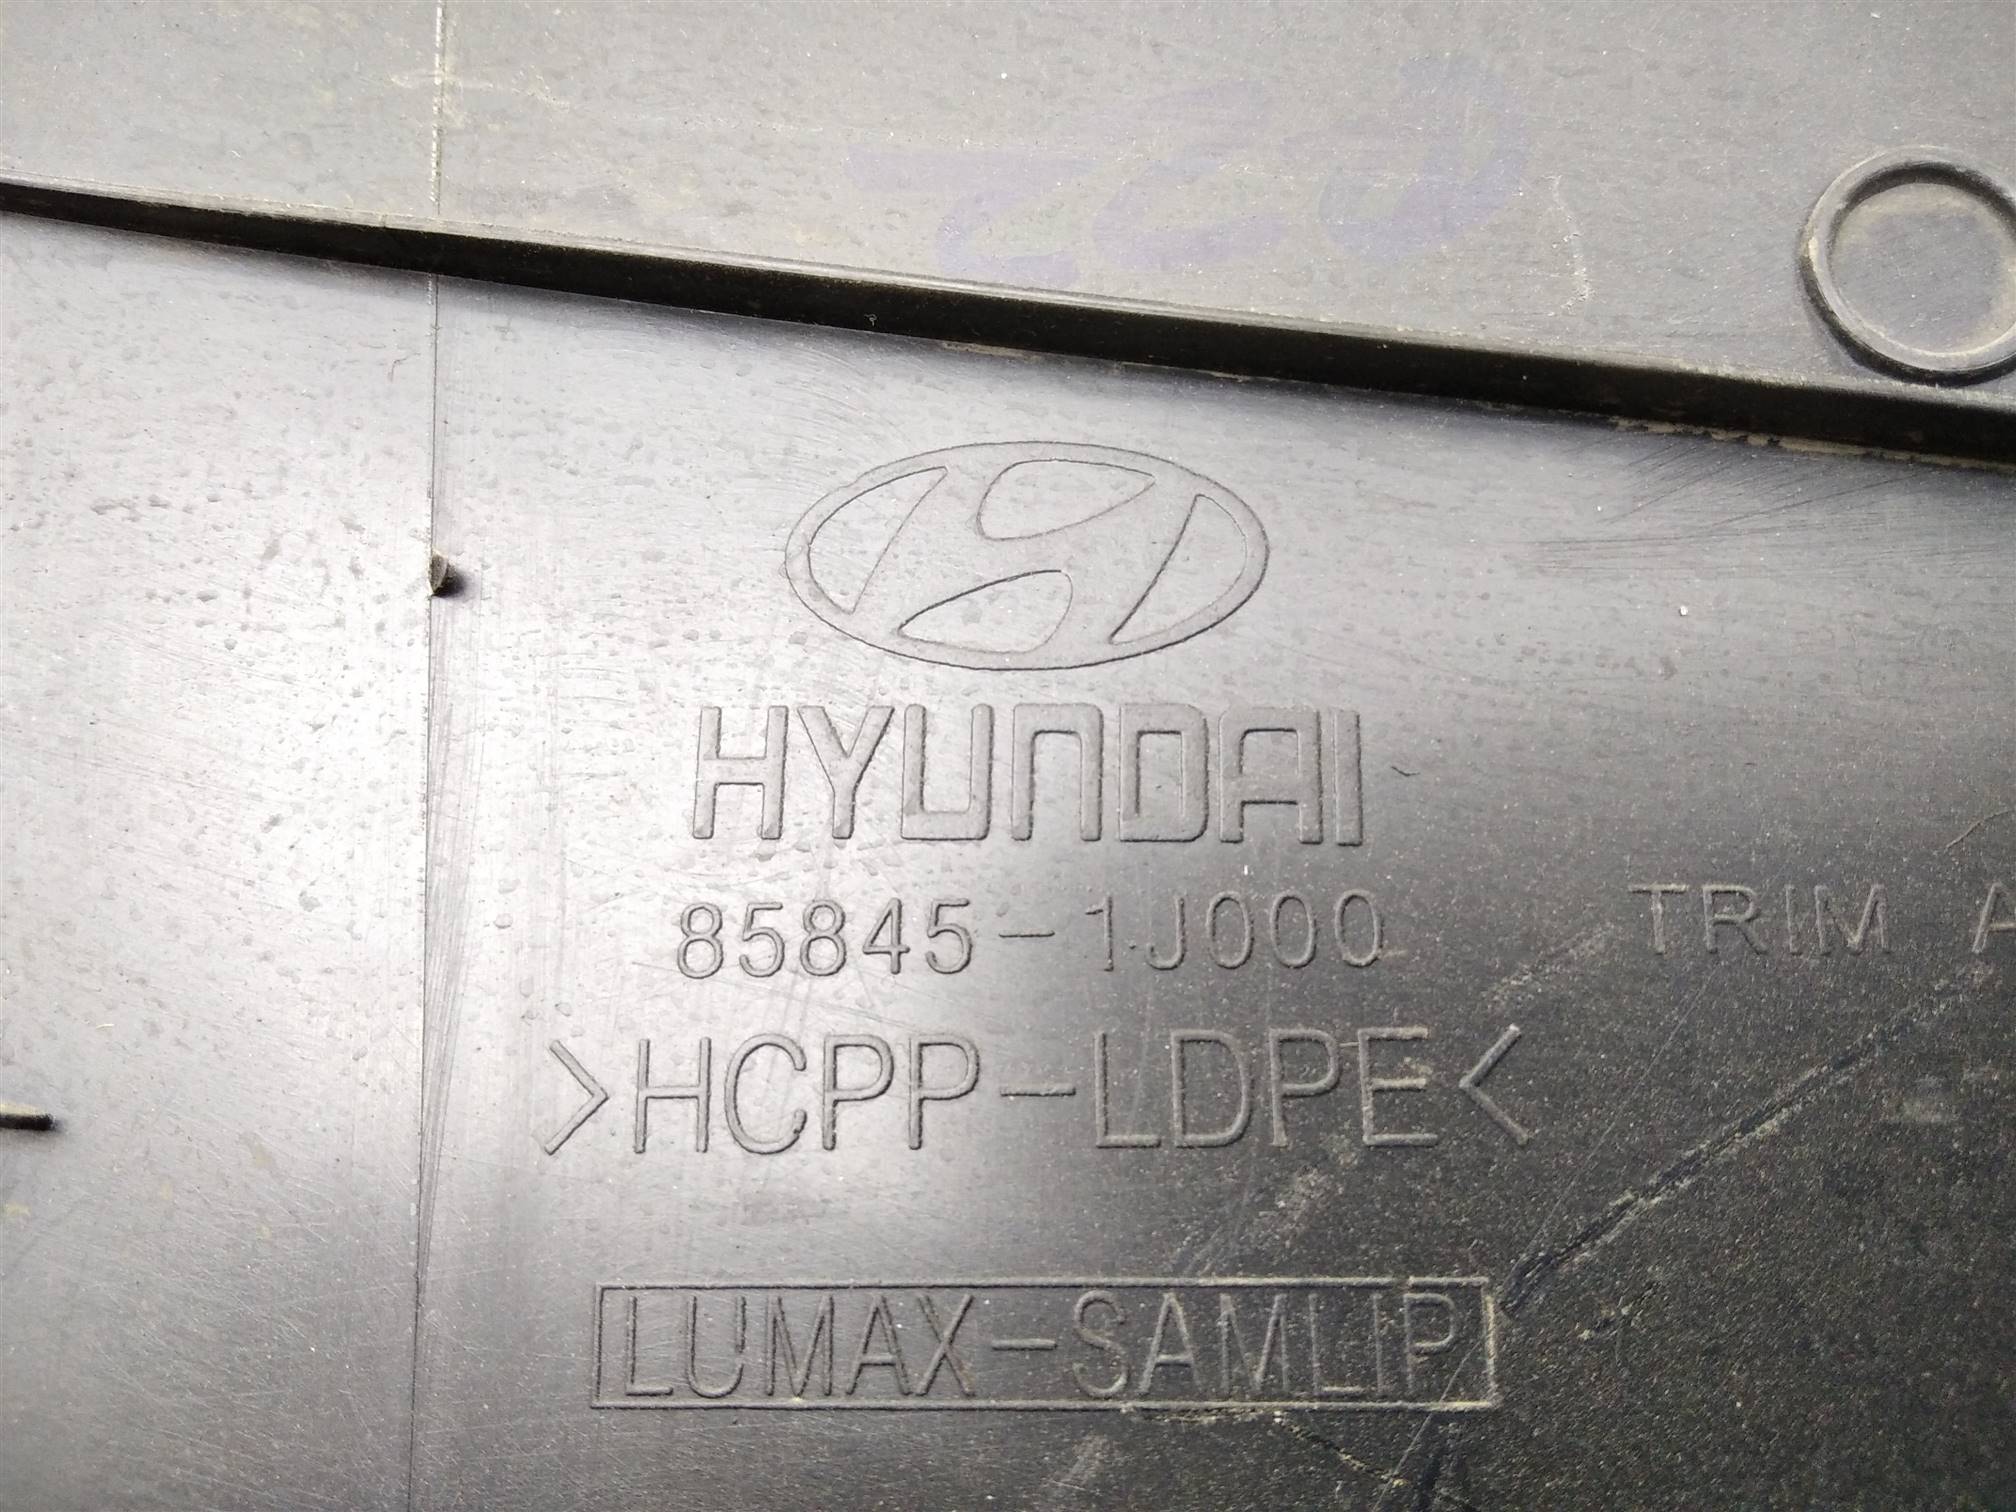 HYUNDAI
85845-1J000
TRIM A
>HCPP-LDPE<
LUMAX-SAMLIP